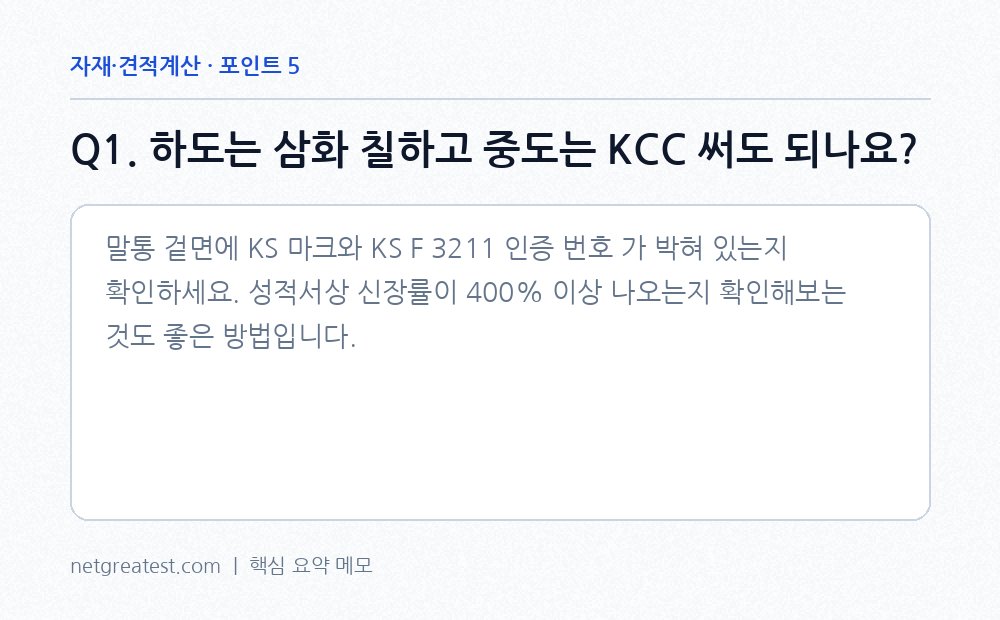 자재·견적계산 · 포인트 5
Q1. 하도는 삼화 칠하고 중도는 KCC 써도 되나요?
말통 겉면에 KS 마크와 KS F 3211 인증 번호 가 박혀 있는지
확인하세요. 성적서상 신장률이 400% 이상 나오는지 확인해보는
것도 좋은 방법입니다.
netgreatest.com | 핵심 요약 메모